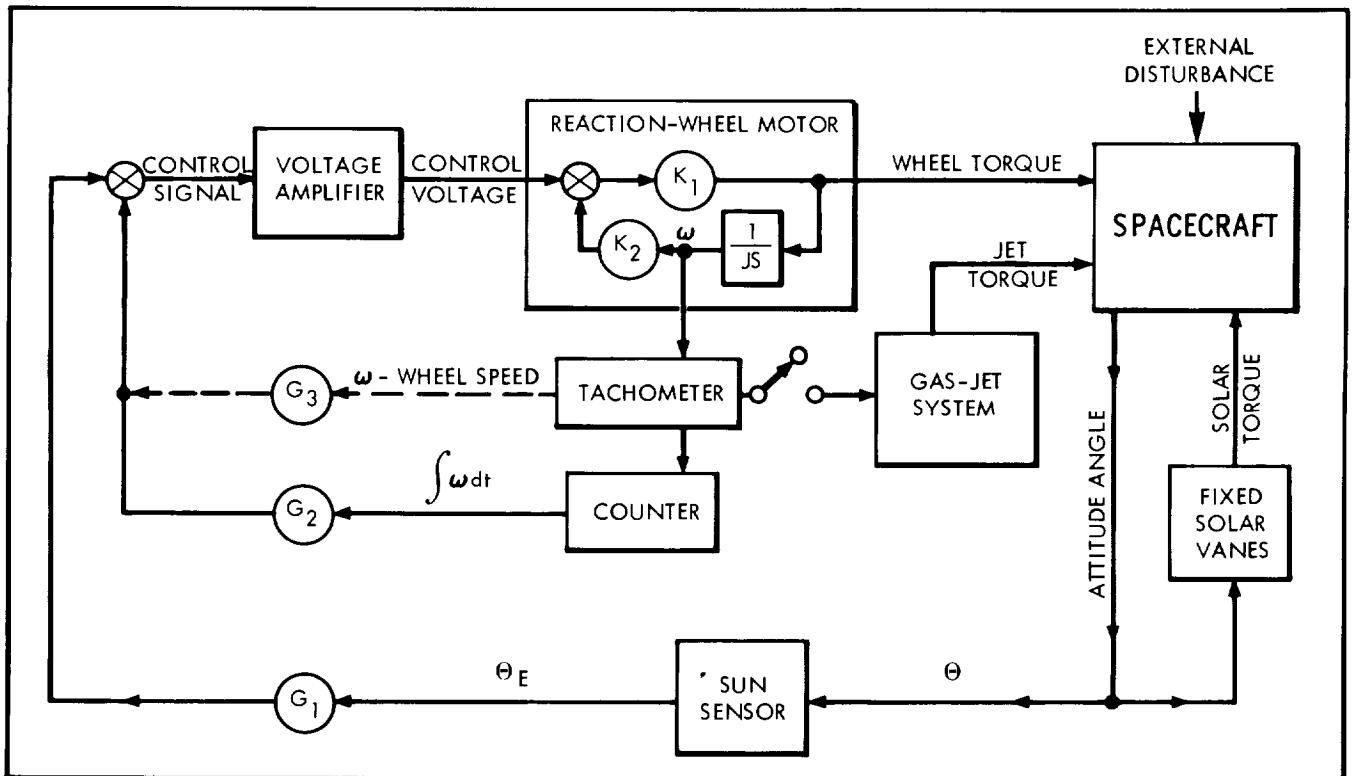 EXTERNAL
DISTURBANCE
REACTION-WHEEL MOTOR
CONTROL
SIGNAL
VOLTAGE
AMPLIFIER
CONTROL
VOLTAGE
K1
WHEEL TORQUE
SPACECRAFT
K2
ω
1
JS
JET
TORQUE
G3
ω - WHEEL SPEED
TACHOMETER
GAS-JET
SYSTEM
SOLAR
TORQUE
G2
∫ωdt
COUNTER
ATTITUDE ANGLE
FIXED
SOLAR
VANES
G1
ΘE
SUN
SENSOR
Θ